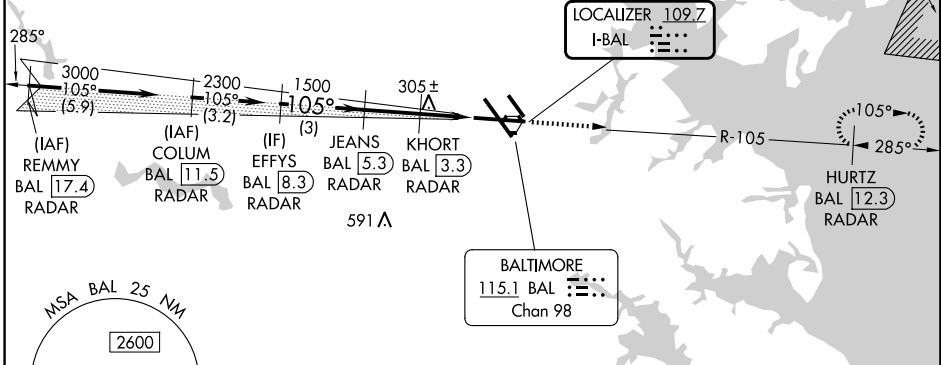 LOCALIZER 109.7
I-BAL
285°
3000
105°
(5.9)
2300
105°
(3.2)
1500
105°
(3)
305±
(IAF)
REMMY
BAL 17.4
RADAR
(IAF)
COLUM
BAL 11.5
RADAR
(IF)
EFFYS
BAL 8.3
RADAR
JEANS
BAL 5.3
RADAR
KHORT
BAL 3.3
RADAR
591
R-105
105°
285°
HURTZ
BAL 12.3
RADAR
BALTIMORE
115.1 BAL
Chan 98
MSA BAL 25 NM
2600